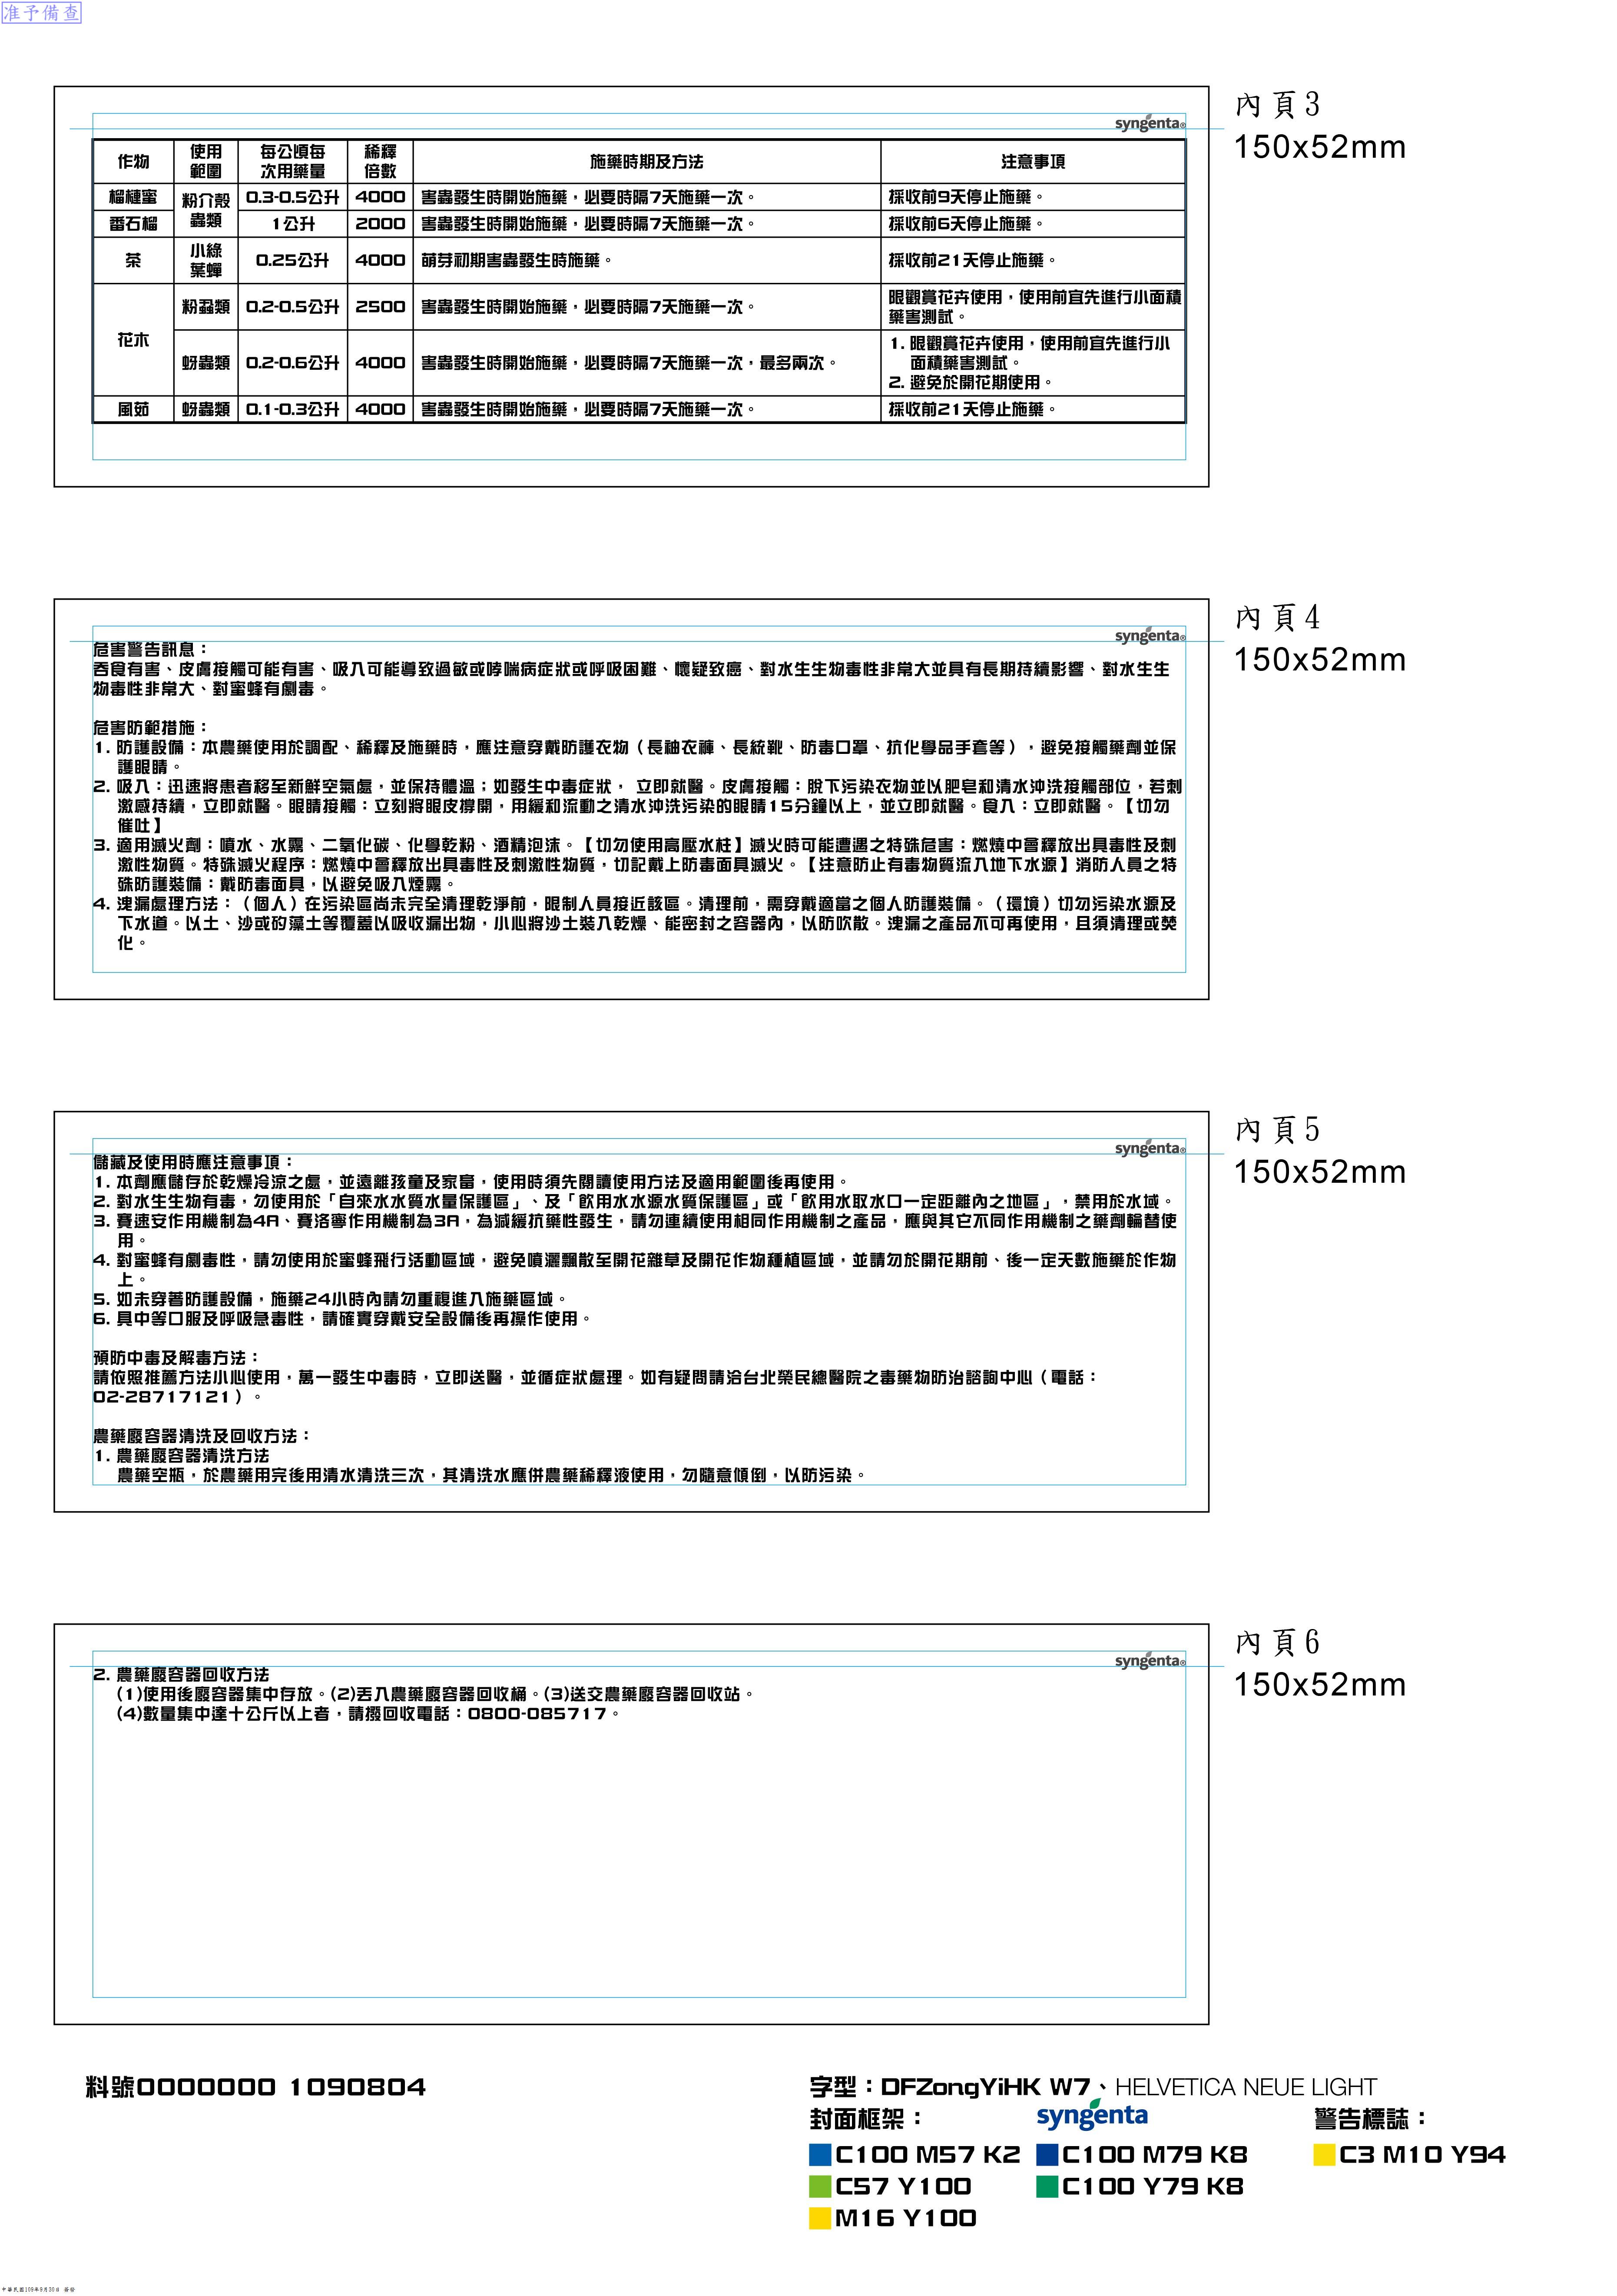 准予備查
內頁3
150x52mm
syngenta®
作物 使用範圍 每公頃每次用藥量 稀釋倍數 施藥時期及方法 注意事項
榴槤蜜 粉介殼蟲類 0.3-0.5公升 4000 害蟲發生時開始施藥，必要時隔7天施藥一次。 採收前9天停止施藥。
番石榴 1公升 2000 害蟲發生時開始施藥，必要時隔7天施藥一次。 採收前6天停止施藥。
茶 小綠葉蟬 0.25公升 4000 萌芽初期害蟲發生時施藥。 採收前21天停止施藥。
花木 粉蝨類 0.2-0.5公升 2500 害蟲發生時開始施藥，必要時隔7天施藥一次。 限觀賞花卉使用，使用前宜先進行小面積藥害測試。
蚜蟲類 0.2-0.6公升 4000 害蟲發生時開始施藥，必要時隔7天施藥一次，最多兩次。 1. 限觀賞花卉使用，使用前宜先進行小面積藥害測試。
2. 避免於開花期使用。
風茹 蚜蟲類 0.1-0.3公升 4000 害蟲發生時開始施藥，必要時隔7天施藥一次。 採收前21天停止施藥。
內頁4
150x52mm
syngenta®
危害警告訊息：
吞食有害、皮膚接觸可能有害、吸入可能導致過敏或哮喘病症狀或呼吸困難、懷疑致癌、對水生生物毒性非常大並具有長期持續影響、對水生生
物毒性非常大、對蜜蜂有劇毒。
危害防範措施：
1. 防護設備：本農藥使用於調配、稀釋及施藥時，應注意穿戴防護衣物（長袖衣褲、長統靴、防毒口罩、抗化學品手套等），避免接觸藥劑並保
護眼睛。
2. 吸入：迅速將患者移至新鮮空氣處，並保持體溫；如發生中毒症狀， 立即就醫。皮膚接觸：脫下污染衣物並以肥皂和清水沖洗接觸部位，若刺
激感持續，立即就醫。眼睛接觸：立刻將眼皮撐開，用緩和流動之清水沖洗污染的眼睛15分鐘以上，並立即就醫。食入：立即就醫。【切勿
催吐】
3. 適用滅火劑：噴水、水霧、二氧化碳、化學乾粉、酒精泡沫。【切勿使用高壓水柱】滅火時可能遭遇之特殊危害：燃燒中會釋放出具毒性及刺
激性物質。特殊滅火程序：燃燒中會釋放出具毒性及刺激性物質，切記戴上防毒面具滅火。【注意防止有毒物質流入地下水源】消防人員之特
殊防護裝備：戴防毒面具，以避免吸入煙霧。
4. 洩漏處理方法：（個人）在污染區尚未完全清理乾淨前，限制人員接近該區。清理前，需穿戴適當之個人防護裝備。（環境）切勿污染水源及
下水道。以土、沙或矽藻土等覆蓋以吸收漏出物，小心將沙土裝入乾燥、能密封之容器內，以防吹散。洩漏之產品不可再使用，且須清理或焚
化。
內頁5
150x52mm
syngenta®
儲藏及使用時應注意事項：
1. 本劑應儲存於乾燥冷涼之處，並遠離孩童及家畜，使用時須先閱讀使用方法及適用範圍後再使用。
2. 對水生生物有毒，勿使用於「自來水水質水量保護區」、及「飲用水水源水質保護區」或「飲用水取水口一定距離內之地區」，禁用於水域。
3. 賽速安作用機制為4A、賽洛寧作用機制為3A，為減緩抗藥性發生，請勿連續使用相同作用機制之產品，應與其它不同作用機制之藥劑輪替使
用。
4. 對蜜蜂有劇毒性，請勿使用於蜜蜂飛行活動區域，避免噴灑飄散至開花雜草及開花作物種植區域，並請勿於開花期前、後一定天數施藥於作物
上。
5. 如未穿著防護設備，施藥24小時內請勿重複進入施藥區域。
6. 具中等口服及呼吸急毒性，請確實穿戴安全設備後再操作使用。
預防中毒及解毒方法：
請依照推薦方法小心使用，萬一發生中毒時，立即送醫，並循症狀處理。如有疑問請洽台北榮民總醫院之毒藥物防治諮詢中心（電話：
02-28717121）。
農藥廢容器清洗及回收方法：
1. 農藥廢容器清洗方法
農藥空瓶，於農藥用完後用清水清洗三次，其清洗水應併農藥稀釋液使用，勿隨意傾倒，以防污染。
內頁6
150x52mm
syngenta®
2. 農藥廢容器回收方法
(1)使用後廢容器集中存放。(2)丟入農藥廢容器回收桶。(3)送交農藥廢容器回收站。
(4)數量集中達十公斤以上者，請撥回收電話：0800-085717。
料號0000000 1090804
字型：DFZongYiHK W7、HELVETICA NEUE LIGHT
封面框架： syngenta 警告標誌：
C100 M57 K2 C100 M79 K8 C3 M10 Y94
C57 Y100 C100 Y79 K8
M16 Y100
中華民國109年9月30日 簽發